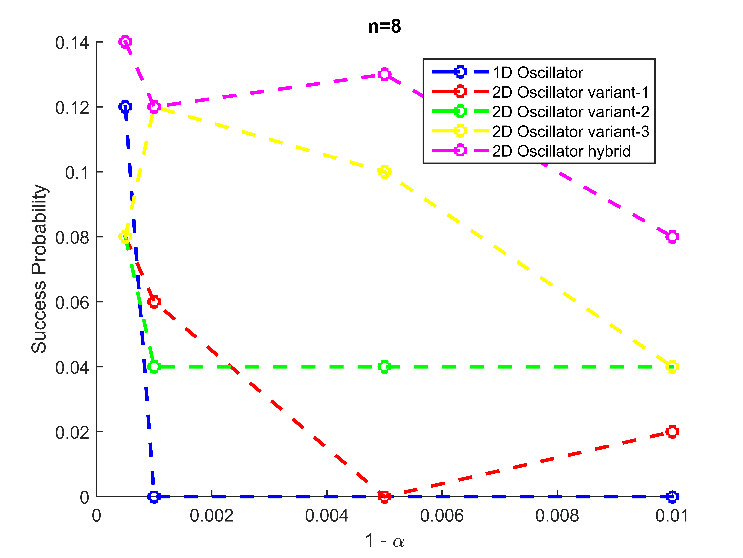 n=8
0.14
0.12
0.1
0.08
0.06
0.04
0.02
0
Success Probability
1D Oscillator
2D Oscillator variant-1
2D Oscillator variant-2
2D Oscillator variant-3
2D Oscillator hybrid
0 0.002 0.004 0.006 0.008 0.01
1 - α